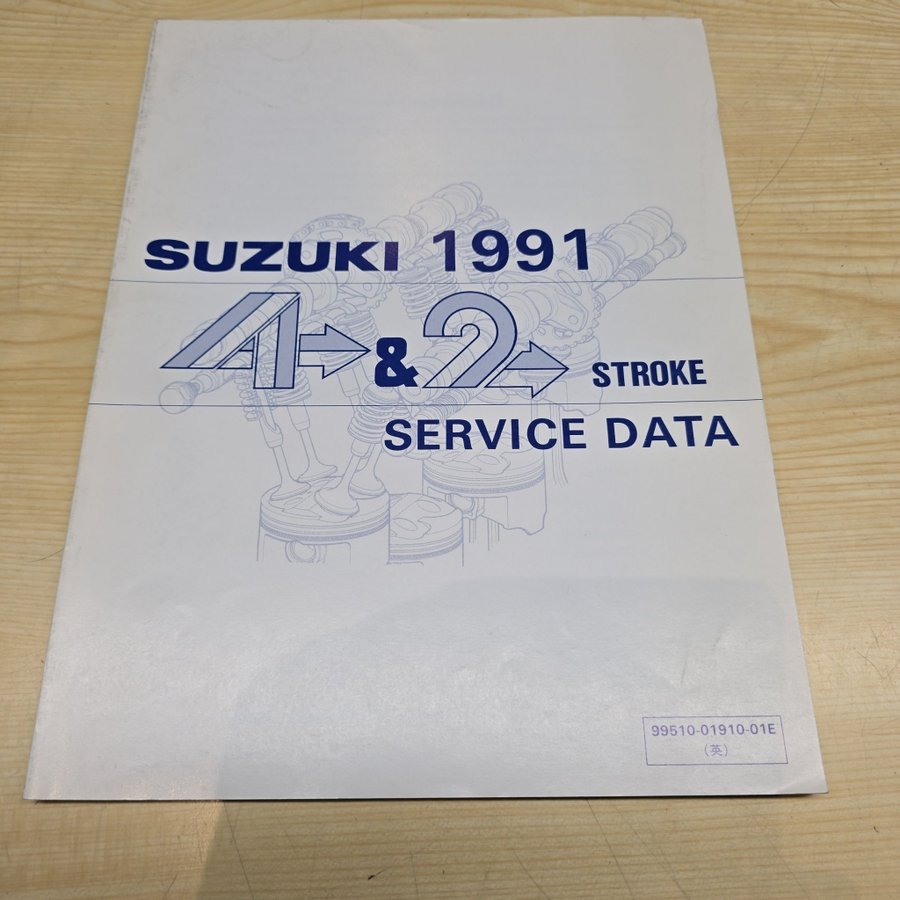 SUZUKI 1991
4 & 2 STROKE
SERVICE DATA
99510-01910-01E
(英)